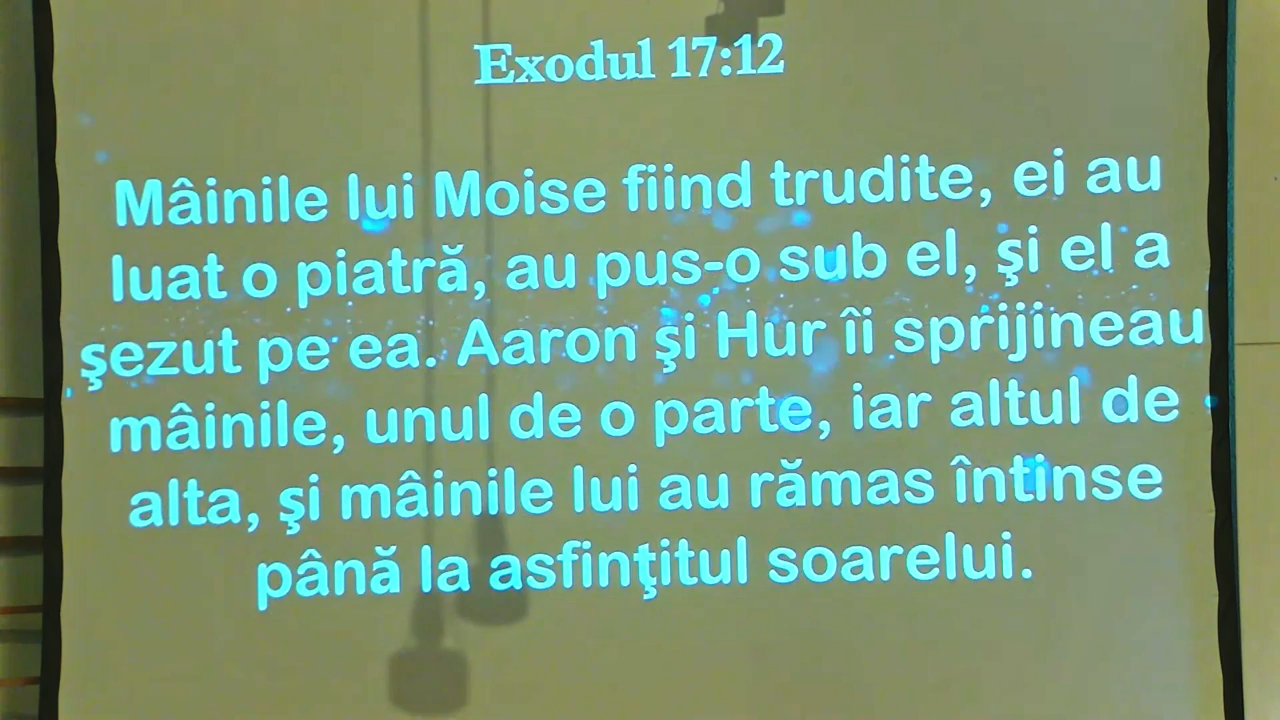 Exodul 17:12
Mâinile lui Moise fiind trudite, ei au
luat o piatră, au pus-o sub el, şi el a
şezut pe ea. Aaron şi Hur îi sprijineau
mâinile, unul de o parte, iar altul de
alta, şi mâinile lui au rămas întinse
până la asfinţitul soarelui.